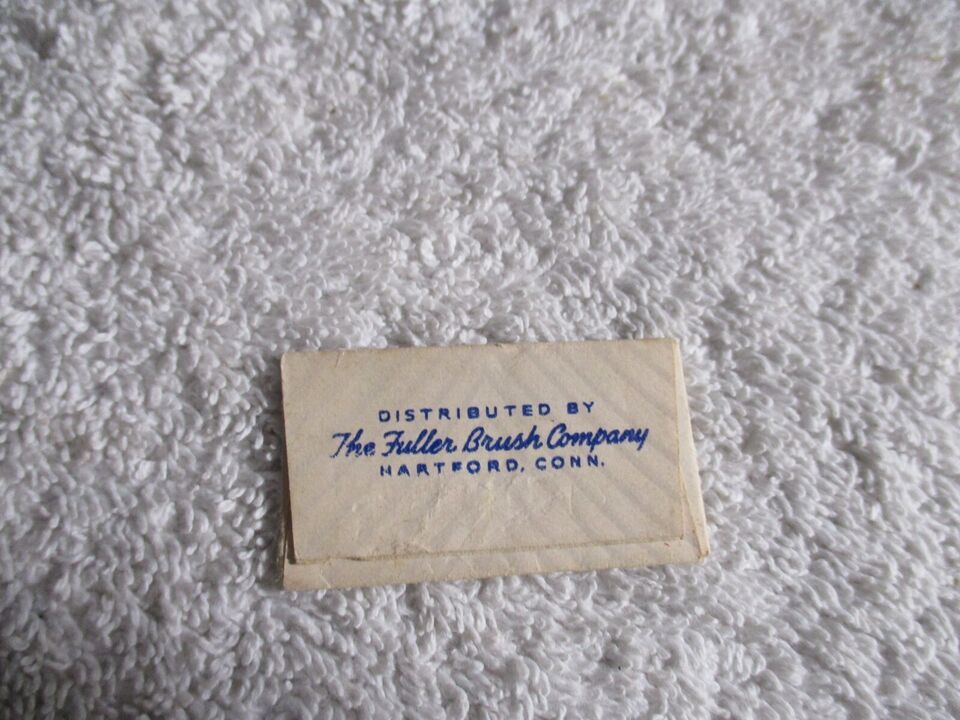 DISTRIBUTED BY
The Fuller Brush Company
HARTFORD, CONN.